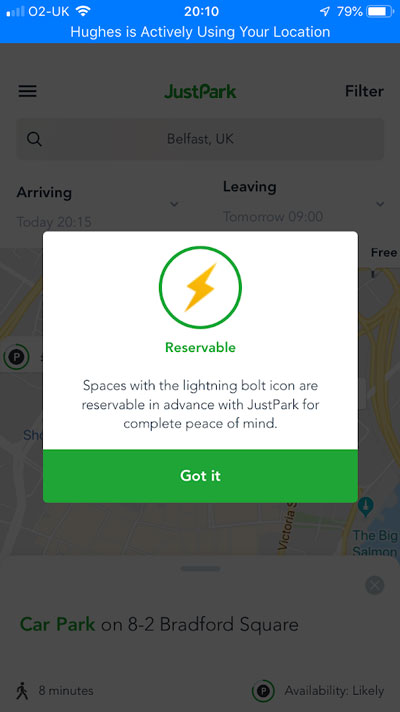 O2-UK 20:10 79%
Hughes is Actively Using Your Location
JustPark Filter
Belfast, UK
Arriving Leaving
Today 20:15 Tomorrow 09:00
Free
P
Reservable
Spaces with the lightning bolt icon are
reservable in advance with JustPark for
complete peace of mind.
Got it
Victoria S
The Big
Salmon
Car Park on 8-2 Bradford Square
8 minutes P Availability: Likely